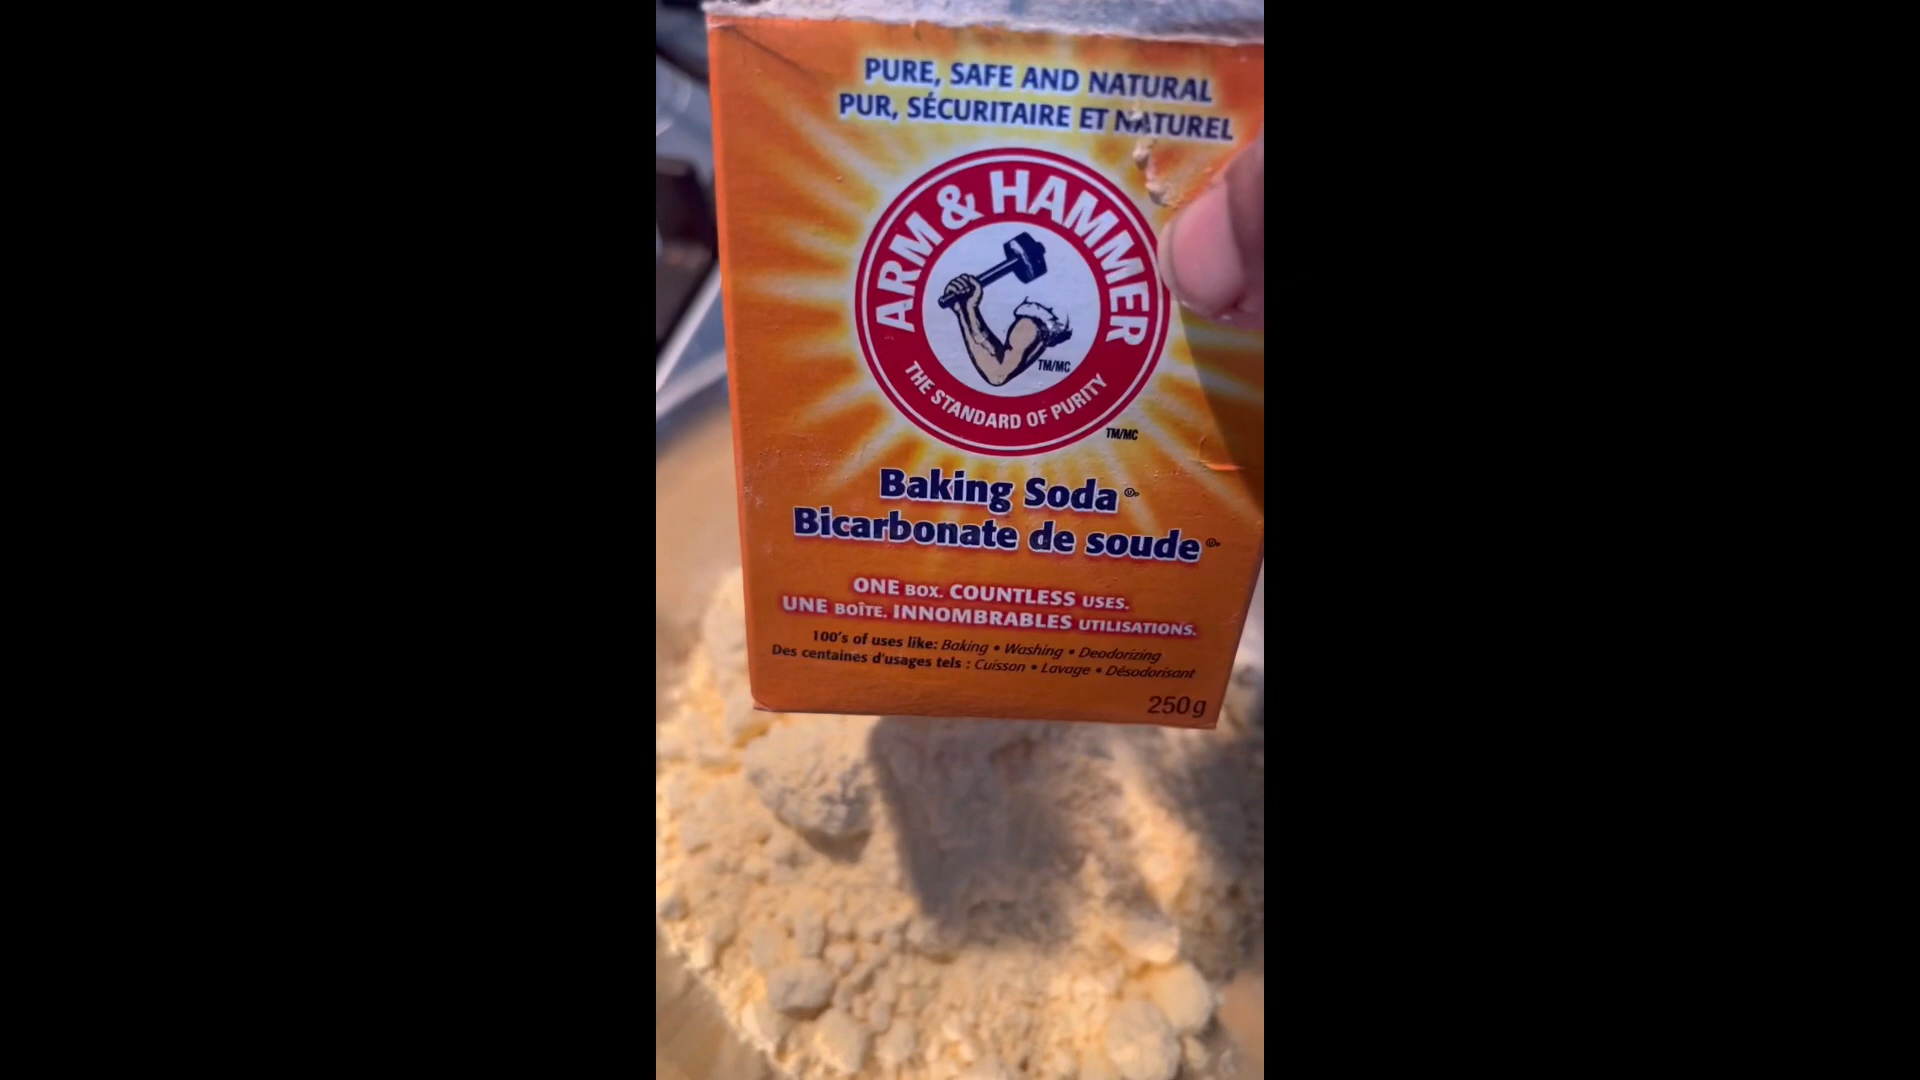 PURE, SAFE AND NATURAL
PUR, SÉCURITAIRE ET NATUREL
ARM & HAMMER
TM/MC
THE STANDARD OF PURITY
TM/MC
Baking Soda
Bicarbonate de soude
ONE BOX. COUNTLESS USES.
UNE BOÎTE. INNOMBRABLES UTILISATIONS.
100's of uses like: Baking • Washing • Deodorizing
Des centaines d'usages tels : Cuisson • Lavage • Désodorisant
250g